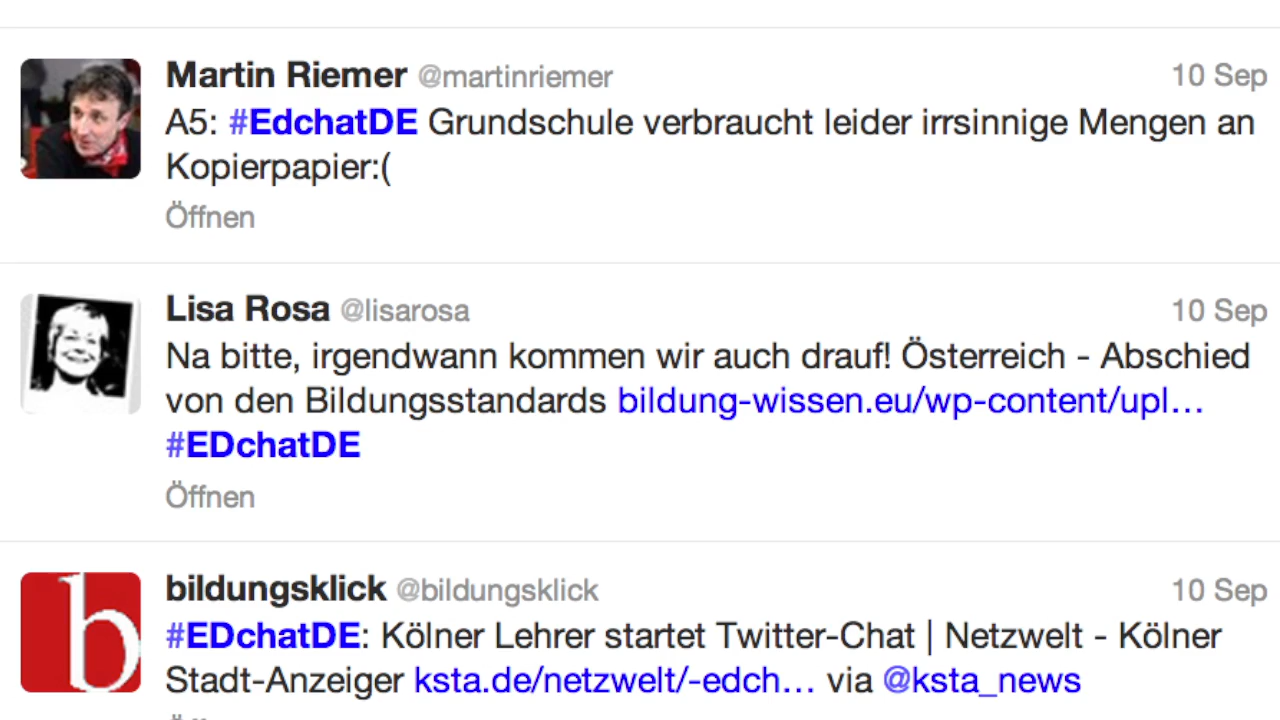 Martin Riemer @martinriemer 10 Sep
A5: #EdchatDE Grundschule verbraucht leider irrsinnige Mengen an
Kopierpapier:(
Öffnen
Lisa Rosa @lisarosa 10 Sep
Na bitte, irgendwann kommen wir auch drauf! Österreich - Abschied
von den Bildungsstandards bildung-wissen.eu/wp-content/upl…
#EDchatDE
Öffnen
b
bildungsklick @bildungsklick 10 Sep
#EDchatDE: Kölner Lehrer startet Twitter-Chat | Netzwelt - Kölner
Stadt-Anzeiger ksta.de/netzwelt/-edch… via @ksta_news